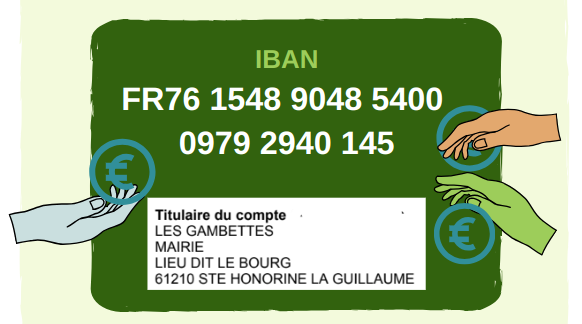 IBAN
FR76 1548 9048 5400
0979 2940 145
€
€
Titulaire du compte
LES GAMBETTES
MAIRIE
LIEU DIT LE BOURG
61210 STE HONORINE LA GUILLAUME